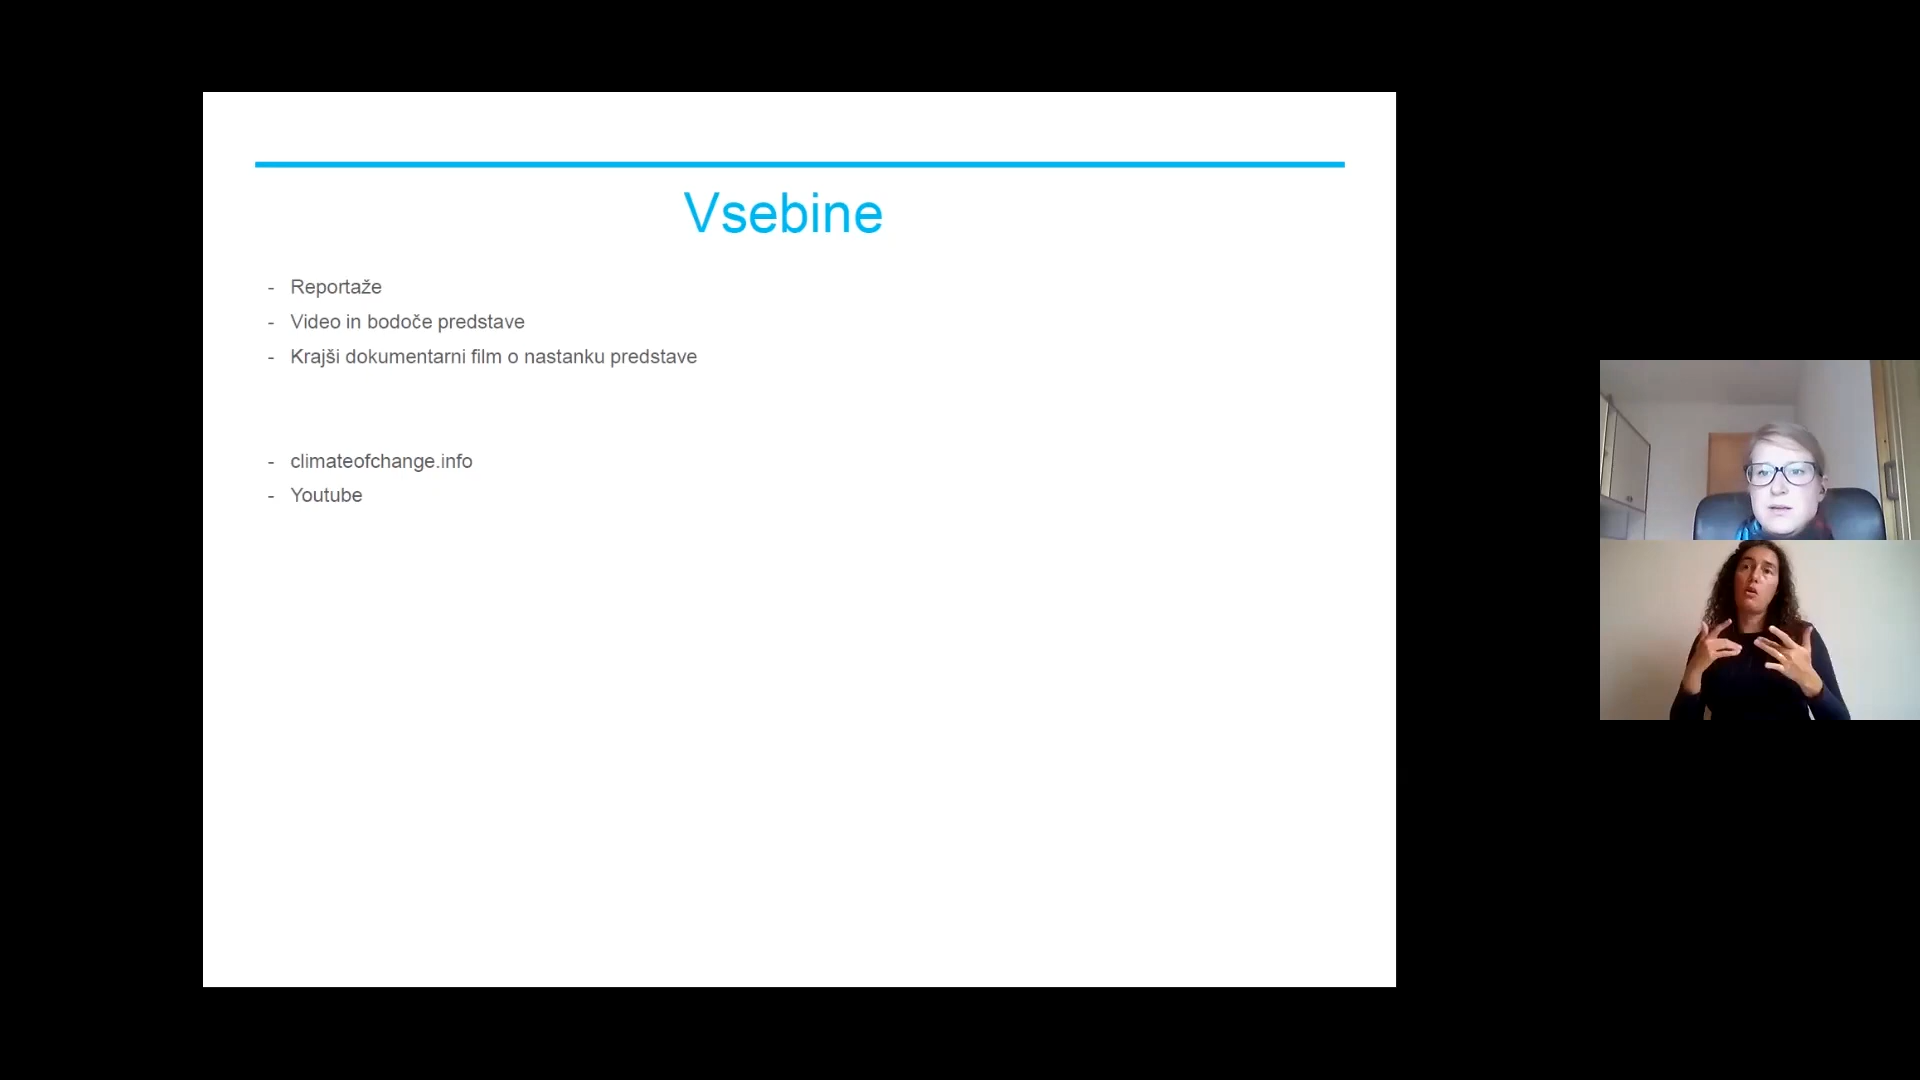 Vsebine
- Reportaže
- Video in bodoče predstave
- Krajši dokumentarni film o nastanku predstave
- climateofchange.info
- Youtube